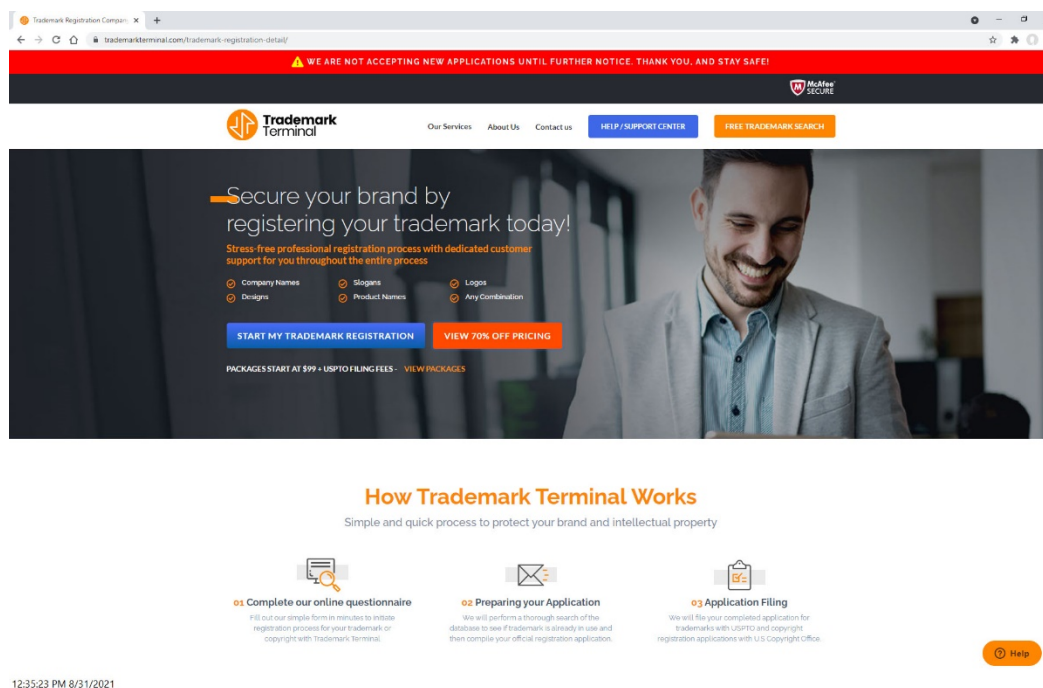 Trademark Registration Company
trademarkterminal.com/trademark-registration-detail/
WE ARE NOT ACCEPTING NEW APPLICATIONS UNTIL FURTHER NOTICE. THANK YOU, AND STAY SAFE!
McAfee
SECURE
Trademark
Terminal
Our Services
About Us
Contact us
HELP / SUPPORT CENTER
FREE TRADEMARK SEARCH
Secure your brand by
registering your trademark today!
Stress-free professional registration process with dedicated customer
support for you throughout the entire process
Company Names
Slogans
Logos
Designs
Product Names
Any Combination
START MY TRADEMARK REGISTRATION
VIEW 70% OFF PRICING
PACKAGES START AT $99 + USPTO FILING FEES - VIEW PACKAGES
How Trademark Terminal Works
Simple and quick process to protect your brand and intellectual property
01 Complete our online questionnaire
Fill out our simple form in minutes to initiate
registration process for your trademark or
copyright with Trademark Terminal.
02 Preparing your Application
We will perform a thorough search of the
database to see if trademark is already in use and
then compile your official registration application.
03 Application Filing
We will file your completed application for
trademarks with USPTO and copyright
registration applications with U.S Copyright Office.
Help
12:35:23 PM 8/31/2021